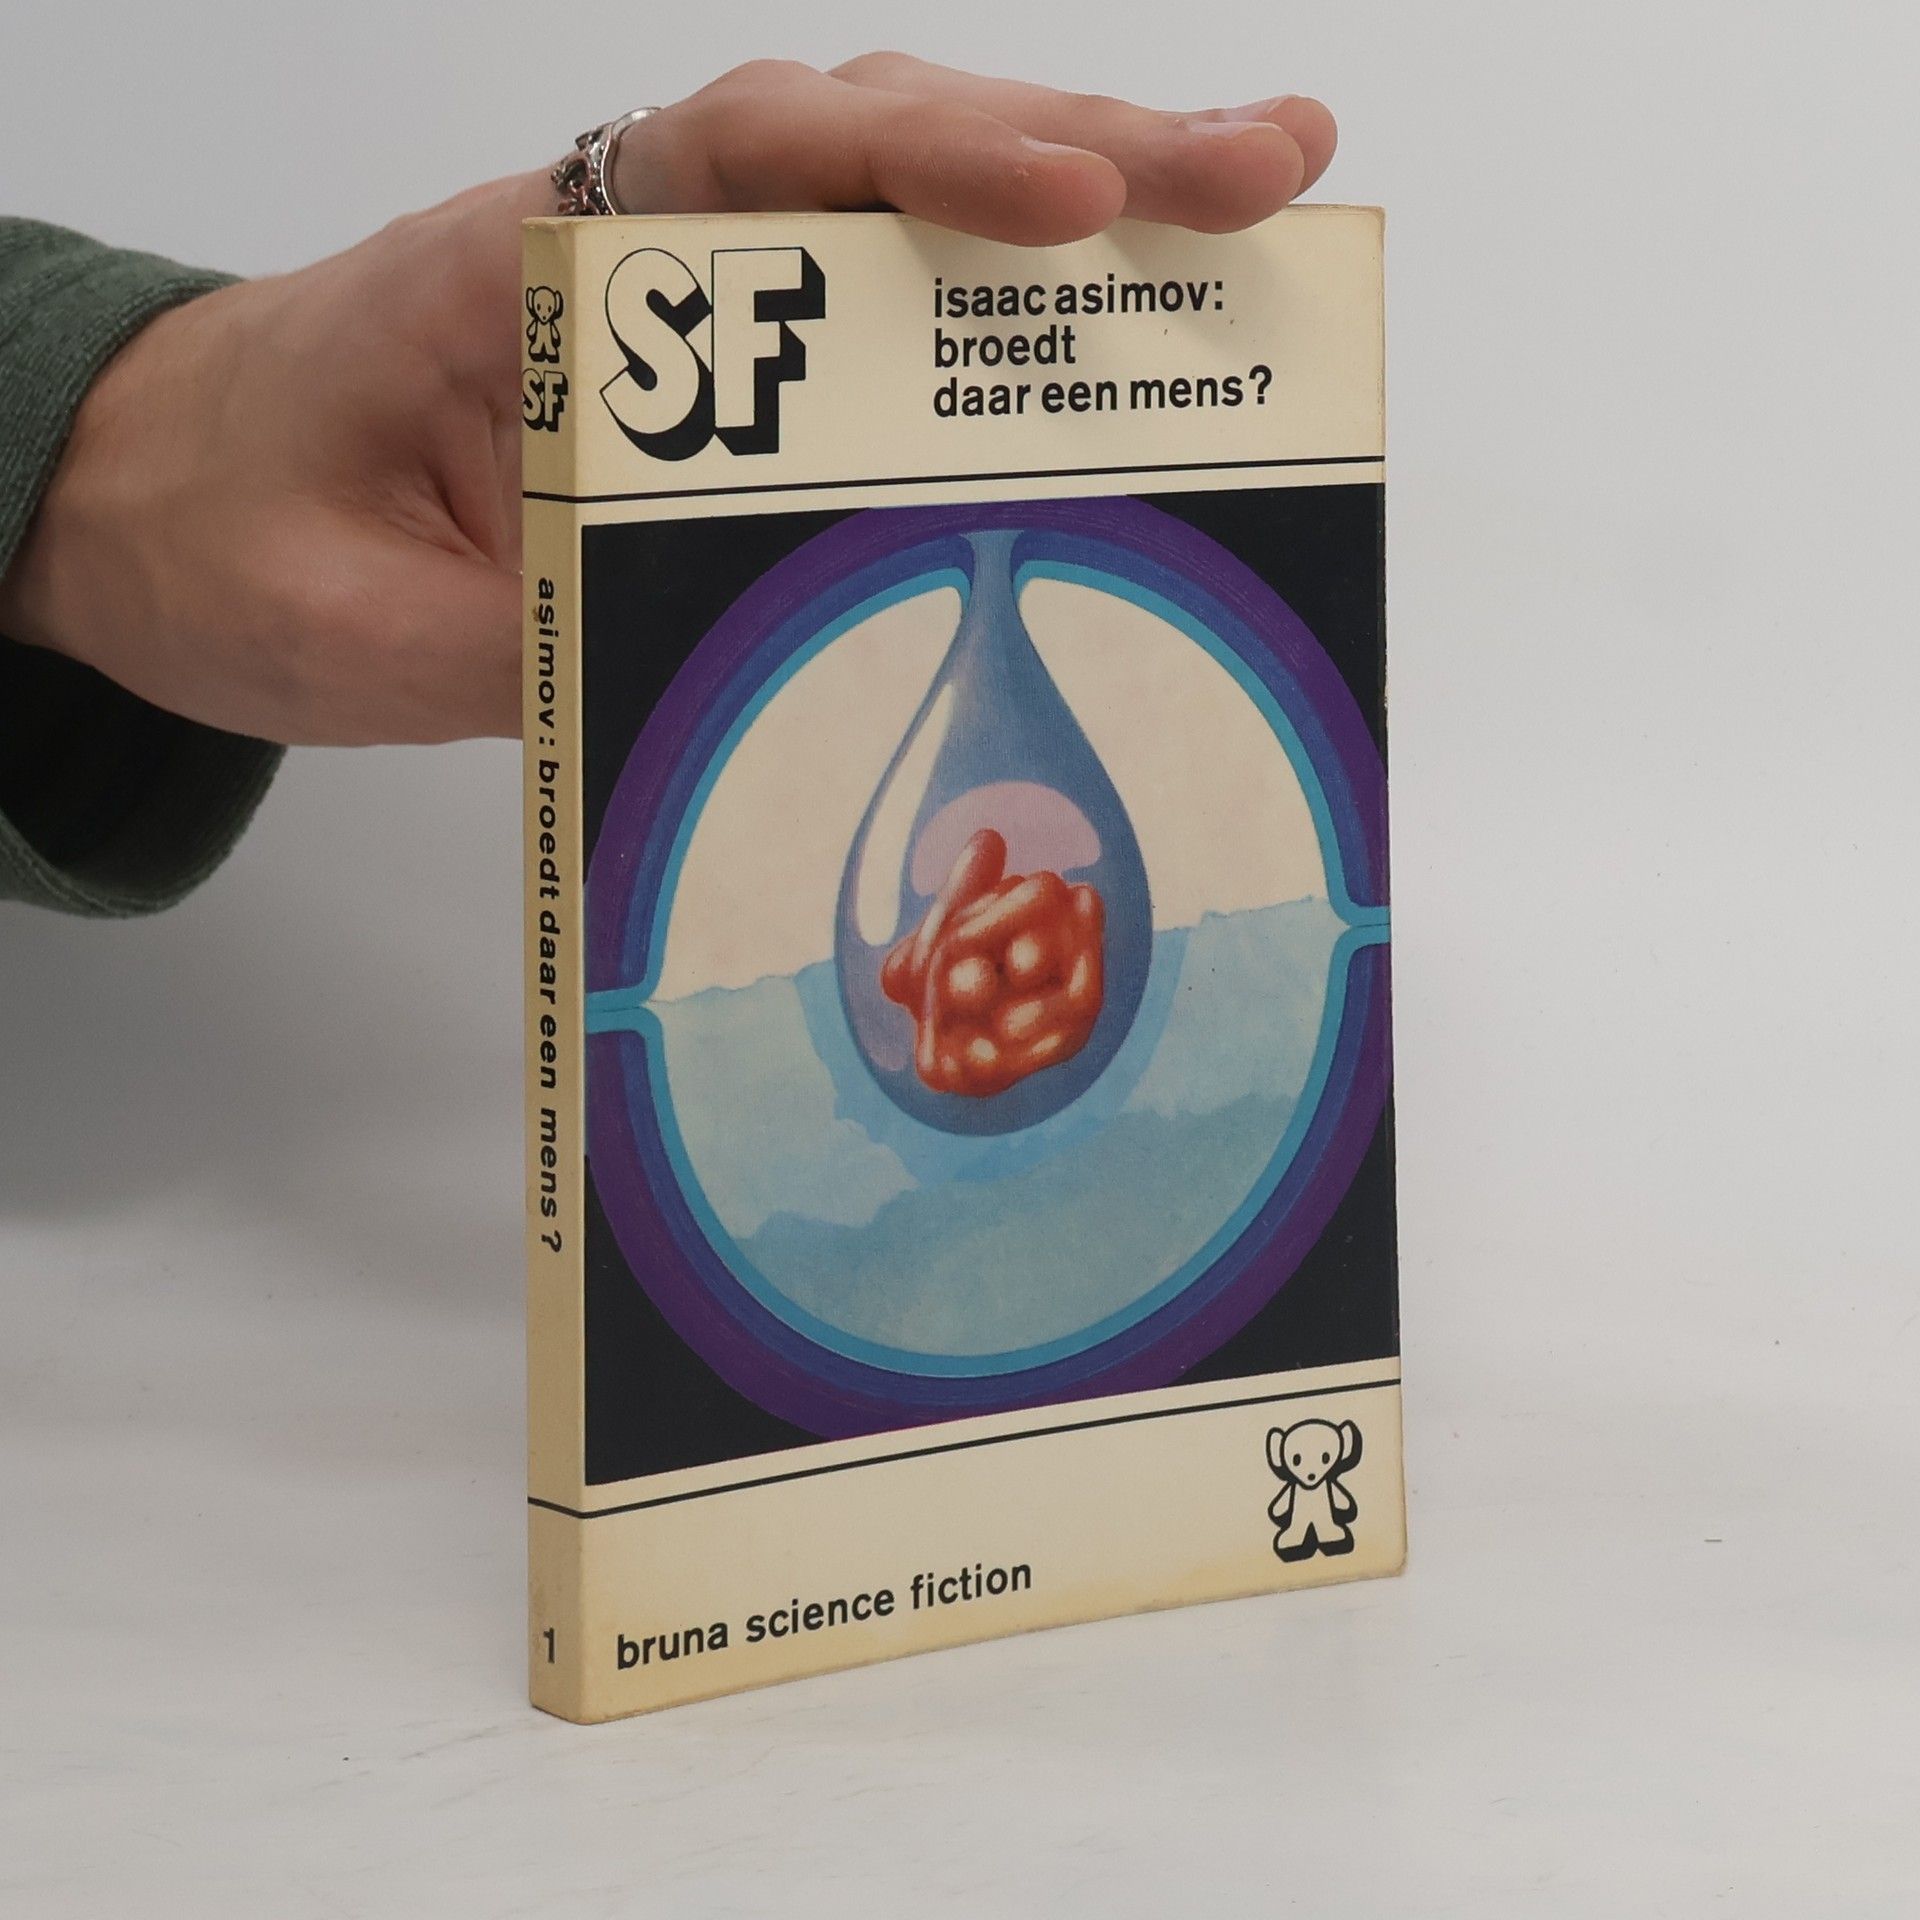 SF
isaac asimov:
broedt
daar een mens?
SF
asimov: broedt daar een mens?
1
bruna science fiction